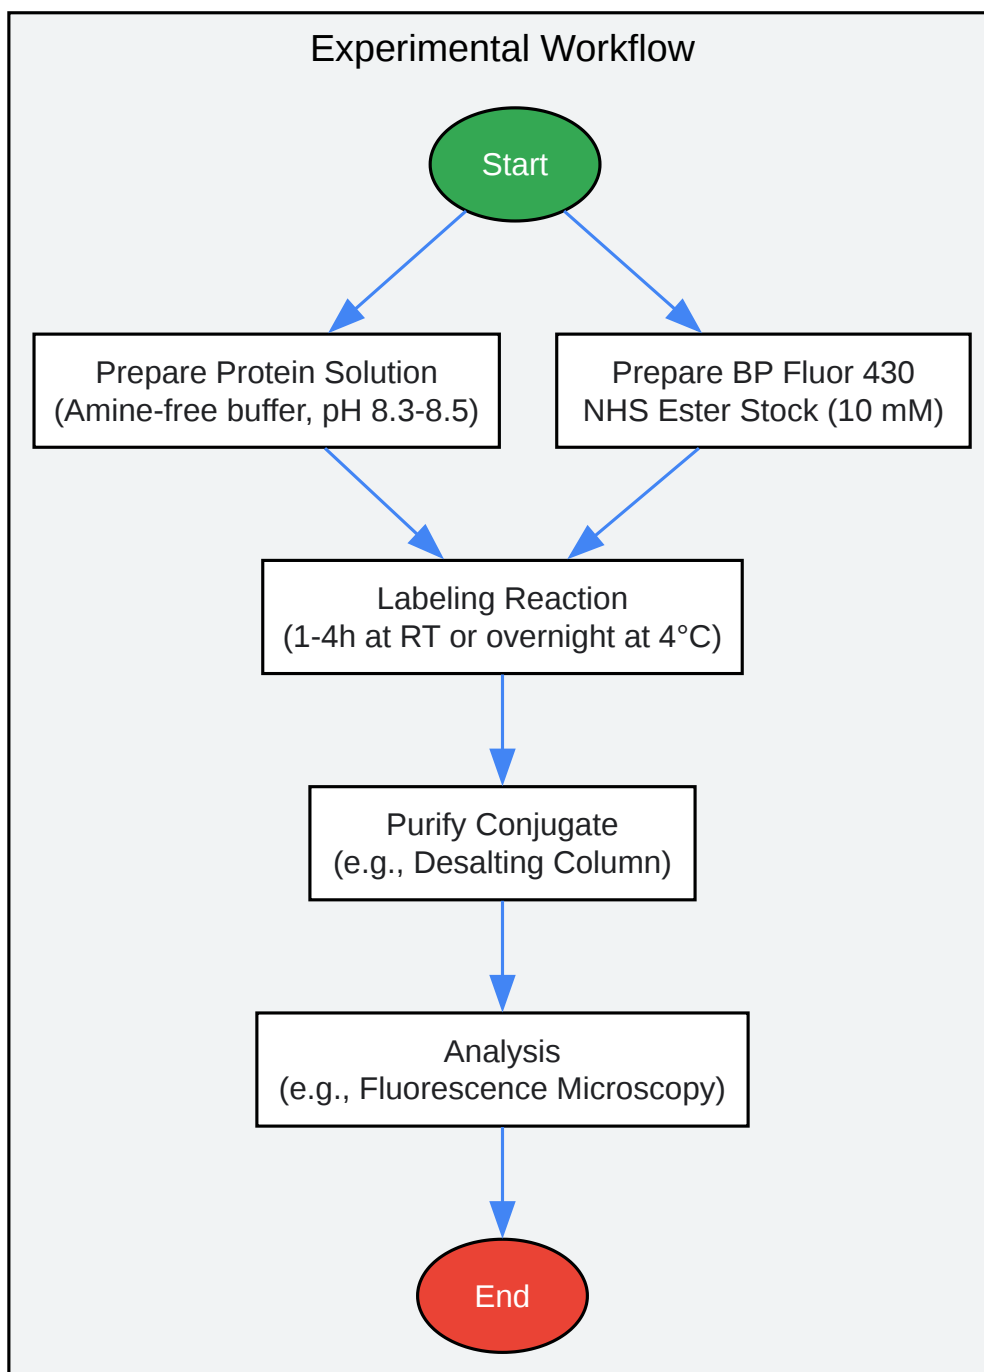 Experimental Workflow
Start
Prepare Protein Solution
(Amine-free buffer, pH 8.3-8.5)
Prepare BP Fluor 430
NHS Ester Stock (10 mM)
Labeling Reaction
(1-4h at RT or overnight at 4°C)
Purify Conjugate
(e.g., Desalting Column)
Analysis
(e.g., Fluorescence Microscopy)
End